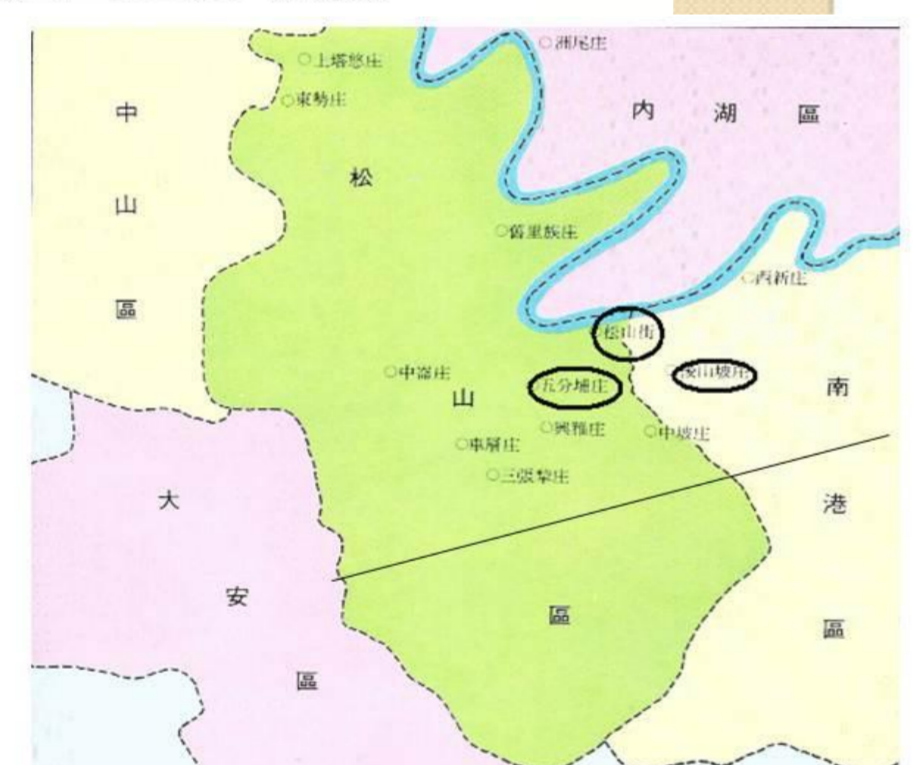 洲尾庄
上塔悠庄
東勢庄
中山區
內湖區
松山區
舊里族庄
西新庄
松山街
中崙庄
五分埔庄
後山坡庄
南港區
興雅庄
中坡庄
車層庄
三張犂庄
大安區